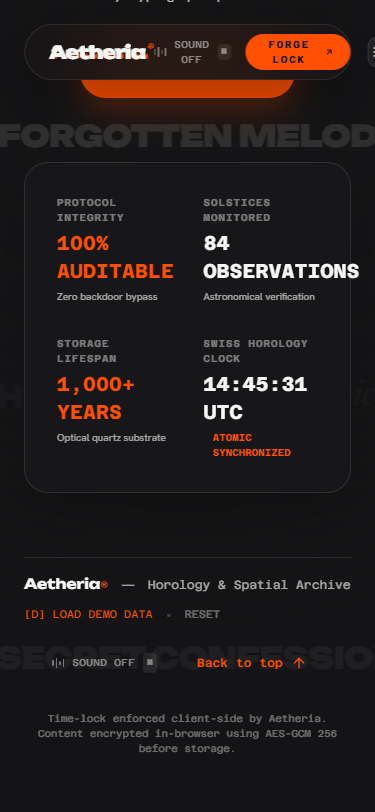 Aetheria®
SOUND
OFF
FORGE
LOCK
FORGOTTEN MELOD
PROTOCOL
INTEGRITY
100%
AUDITABLE
Zero backdoor bypass
SOLSTICES
MONITORED
84
OBSERVATIONS
Astronomical verification
STORAGE
LIFESPAN
1,000+
YEARS
Optical quartz substrate
SWISS HOROLOGY
CLOCK
14:45:31
UTC
ATOMIC
SYNCHRONIZED
Aetheria® — Horology & Spatial Archive
[D] LOAD DEMO DATA • RESET
SECRET CONFESSIO
SOUND OFF
Back to top ↑
Time-lock enforced client-side by Aetheria.
Content encrypted in-browser using AES-GCM 256
before storage.